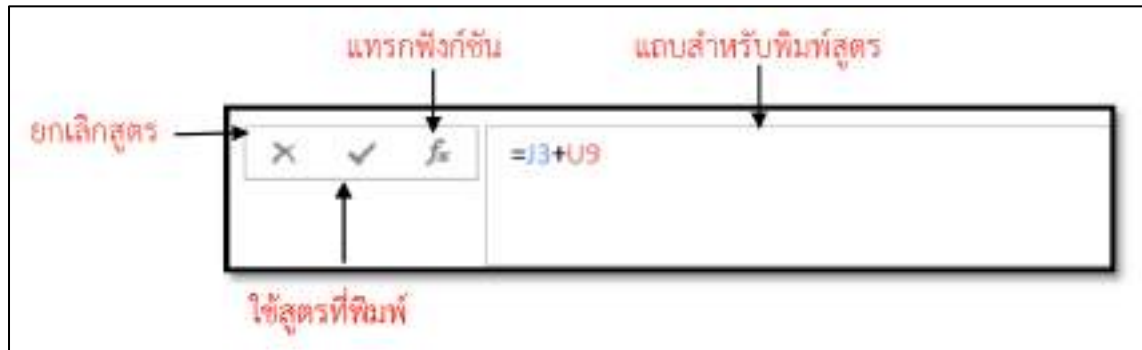 แทรกฟังก์ชัน
แถบสำหรับพิมพ์สูตร
ยกเลิกสูตร
fx
=J3+U9
ใช้สูตรที่พิมพ์